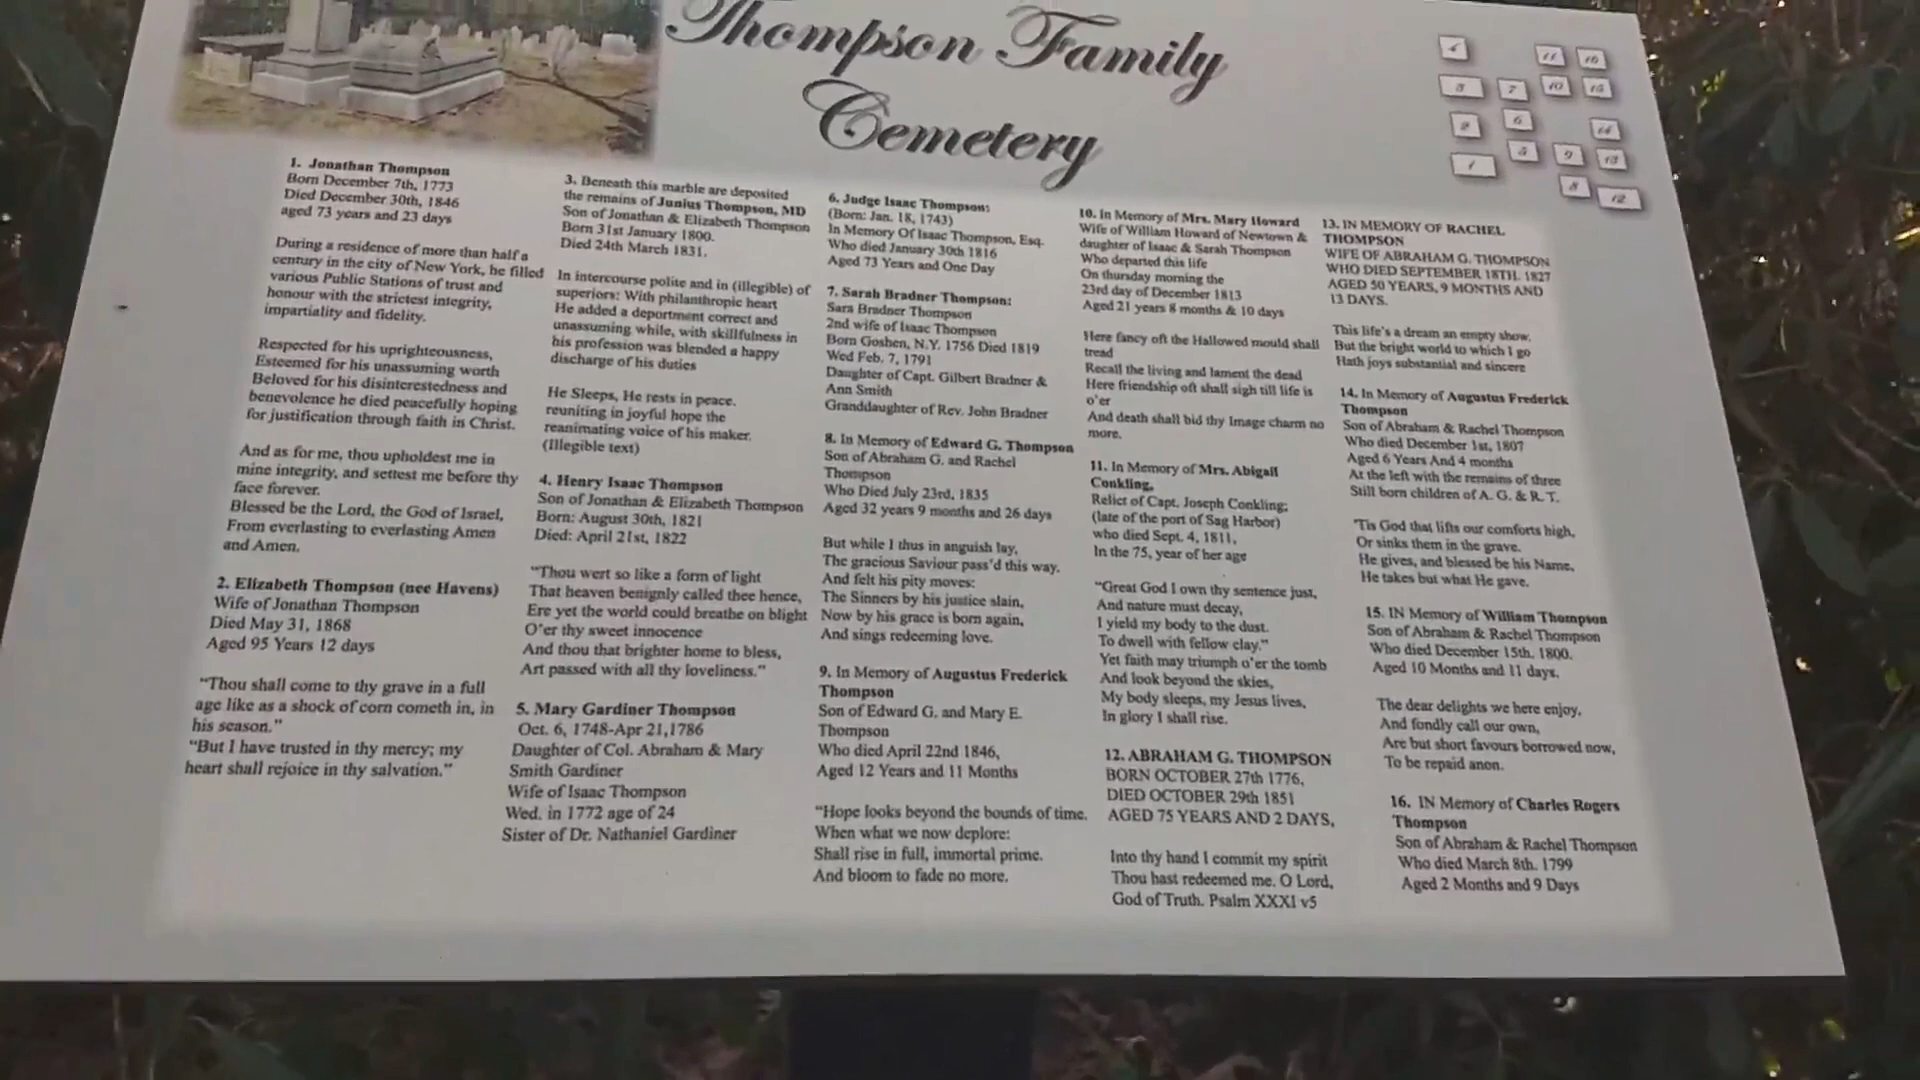 Thompson Family
Cemetery
4
11
16
3
7
10
15
2
6
14
1
5
9
13
8
12
1. Jonathan Thompson
Born December 7th, 1773
Died December 30th, 1846
aged 73 years and 23 days
During a residence of more than half a
century in the city of New York, he filled
various Public Stations of trust and
honour with the strictest integrity,
impartiality and fidelity.
Respected for his uprighteousness,
Esteemed for his unassuming worth
Beloved for his disinterestedness and
benevolence he died peacefully hoping
for justification through faith in Christ.
And as for me, thou upholdest me in
mine integrity, and settest me before thy
face forever.
Blessed be the Lord, the God of Israel,
From everlasting to everlasting Amen
and Amen.
2. Elizabeth Thompson (nee Havens)
Wife of Jonathan Thompson
Died May 31, 1868
Aged 95 Years 12 days
"Thou shall come to thy grave in a full
age like as a shock of corn cometh in, in
his season."
"But I have trusted in thy mercy; my
heart shall rejoice in thy salvation."
3. Beneath this marble are deposited
the remains of Junius Thompson, MD
Son of Jonathan & Elizabeth Thompson
Born 31st January 1800.
Died 24th March 1831.
In intercourse polite and in (illegible) of
superiors; With philanthropic heart
He added a deportment correct and
unassuming while, with skillfulness in
his profession was blended a happy
discharge of his duties
He Sleeps, He rests in peace.
reuniting in joyful hope the
reanimating voice of his maker.
(Illegible text)
4. Henry Isaac Thompson
Son of Jonathan & Elizabeth Thompson
Born: August 30th, 1821
Died: April 21st, 1822
"Thou wert so like a form of light
That heaven benignly called thee hence,
Ere yet the world could breathe on blight
O'er thy sweet innocence
And thou that brighter home to bless,
Art passed with all thy loveliness."
5. Mary Gardiner Thompson
Oct. 6, 1748-Apr 21,1786
Daughter of Col. Abraham & Mary
Smith Gardiner
Wife of Isaac Thompson
Wed. in 1772 age of 24
Sister of Dr. Nathaniel Gardiner
6. Judge Isaac Thompson:
(Born: Jan. 18, 1743)
In Memory Of Isaac Thompson, Esq.
Who died January 30th 1816
Aged 73 Years and One Day
7. Sarah Bradner Thompson:
Sara Bradner Thompson
2nd wife of Isaac Thompson
Born Goshen, N.Y. 1756 Died 1819
Wed Feb. 7, 1791
Daughter of Capt. Gilbert Bradner &
Ann Smith
Granddaughter of Rev. John Bradner
8. In Memory of Edward G. Thompson
Son of Abraham G. and Rachel
Thompson
Who Died July 23rd, 1835
Aged 32 years 9 months and 26 days
But while I thus in anguish lay,
The gracious Saviour pass'd this way.
And felt his pity moves:
The Sinners by his justice slain,
Now by his grace is born again,
And sings redeeming love.
9. In Memory of Augustus Frederick
Thompson
Son of Edward G. and Mary E.
Thompson
Who died April 22nd 1846,
Aged 12 Years and 11 Months
"Hope looks beyond the bounds of time.
When what we now deplore:
Shall rise in full, immortal prime.
And bloom to fade no more.
10. In Memory of Mrs. Mary Howard
Wife of William Howard of Newtown &
daughter of Isaac & Sarah Thompson
Who departed this life
On thursday morning the
23rd day of December 1813
Aged 21 years 8 months & 10 days
Here fancy oft the Hallowed mould shall
tread
Recall the living and lament the dead
Here friendship oft shall sigh till life is
o'er
And death shall bid thy Image charm no
more.
11. In Memory of Mrs. Abigail
Conkling,
Relict of Capt. Joseph Conkling;
(late of the port of Sag Harbor)
who died Sept. 4, 1811,
In the 75, year of her age
"Great God I own thy sentence just,
And nature must decay,
I yield my body to the dust.
To dwell with fellow clay."
Yet faith may triumph o'er the tomb
And look beyond the skies,
My body sleeps, my Jesus lives,
In glory I shall rise.
12. ABRAHAM G. THOMPSON
BORN OCTOBER 27th 1776,
DIED OCTOBER 29th 1851
AGED 75 YEARS AND 2 DAYS,
Into thy hand I commit my spirit
Thou hast redeemed me. O Lord,
God of Truth. Psalm XXXI v5
13. IN MEMORY OF RACHEL
THOMPSON
WIFE OF ABRAHAM G. THOMPSON
WHO DIED SEPTEMBER 18TH. 1827
AGED 50 YEARS, 9 MONTHS AND
13 DAYS.
This life's a dream an empty show.
But the bright world to which I go
Hath joys substantial and sincere
14. In Memory of Augustus Frederick
Thompson
Son of Abraham & Rachel Thompson
Who died December 1st, 1807
Aged 6 Years And 4 months
At the left with the remains of three
Still born children of A. G. & R. T.
'Tis God that lifts our comforts high,
Or sinks them in the grave.
He gives, and blessed be his Name,
He takes but what He gave.
15. IN Memory of William Thompson
Son of Abraham & Rachel Thompson
Who died December 15th. 1800.
Aged 10 Months and 11 days.
The dear delights we here enjoy,
And fondly call our own,
Are but short favours borrowed now,
To be repaid anon.
16. IN Memory of Charles Rogers
Thompson
Son of Abraham & Rachel Thompson
Who died March 8th. 1799
Aged 2 Months and 9 Days